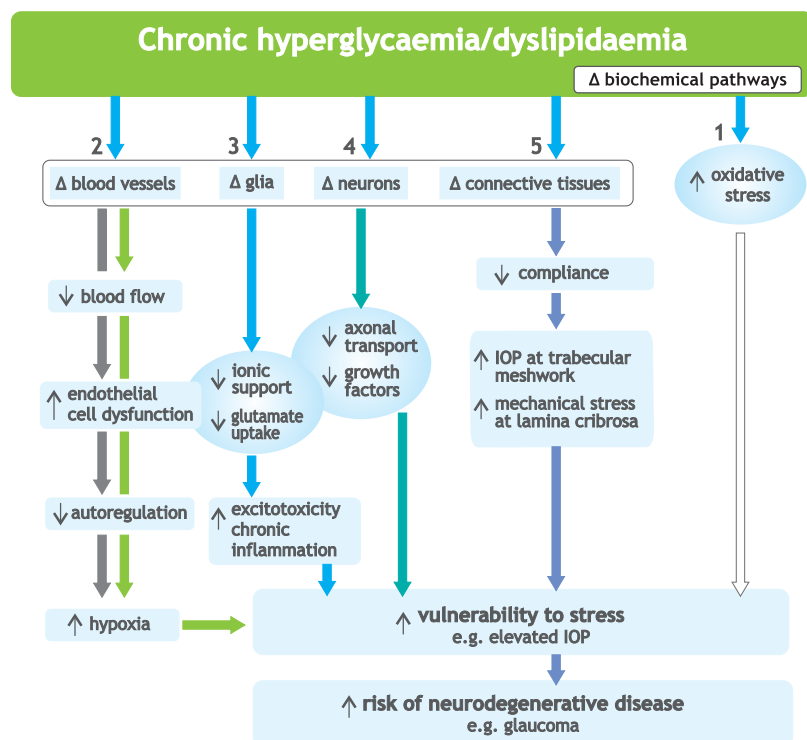 Chronic hyperglycaemia/dyslipidaemia
Δ biochemical pathways
1
2
3
4
5
Δ blood vessels
Δ glia
Δ neurons
Δ connective tissues
↑ oxidative
stress
↓ blood flow
↑ endothelial
cell dysfunction
↓ autoregulation
↑ hypoxia
↓ ionic
support
↓ glutamate
uptake
↑ excitotoxicity
chronic
inflammation
↓ axonal
transport
↓ growth
factors
↓ compliance
↑ IOP at trabecular
meshwork
↑ mechanical stress
at lamina cribrosa
↑ vulnerability to stress
e.g. elevated IOP
↑ risk of neurodegenerative disease
e.g. glaucoma